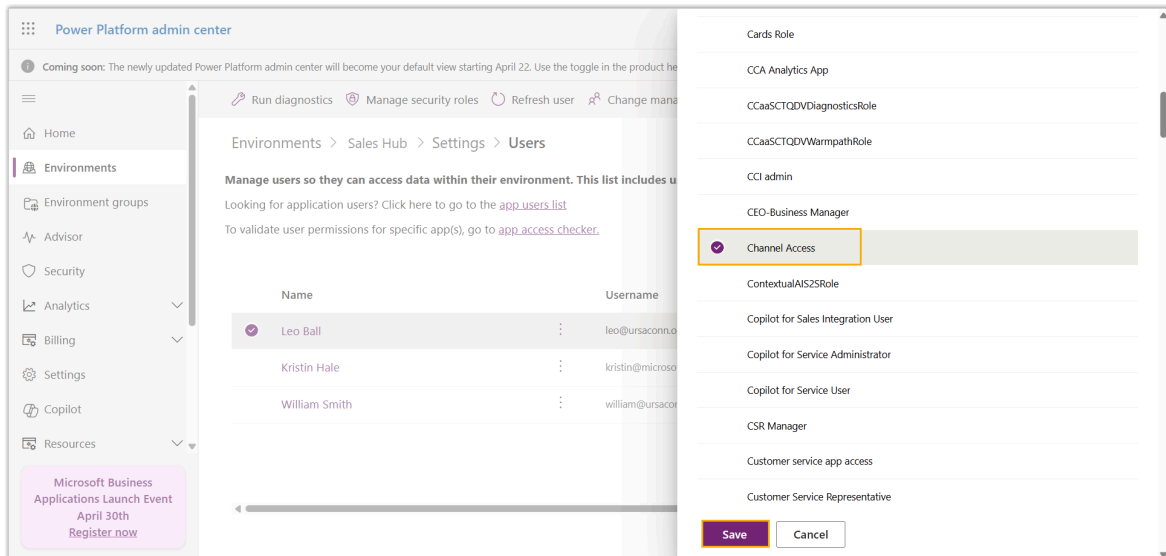 Power Platform admin center
Coming soon: The newly updated Power Platform admin center will become your default view starting April 22. Use the toggle in the product he
Home
Environments
Environment groups
Advisor
Security
Analytics
Billing
Settings
Copilot
Resources
Microsoft Business
Applications Launch Event
April 30th
Register now
Run diagnostics Manage security roles Refresh user Change mana
Environments > Sales Hub > Settings > Users
Manage users so they can access data within their environment. This list includes u
Looking for application users? Click here to go to the app users list
To validate user permissions for specific app(s), go to app access checker.
Name Username
Leo Ball leo@ursaconn.o
Kristin Hale kristin@microso
William Smith william@ursacon
Cards Role
CCA Analytics App
CCaaSCTQDVDiagnosticsRole
CCaaSCTQDVWarmpathRole
CCI admin
CEO-Business Manager
Channel Access
ContextualAIS2SRole
Copilot for Sales Integration User
Copilot for Service Administrator
Copilot for Service User
CSR Manager
Customer service app access
Customer Service Representative
Save Cancel